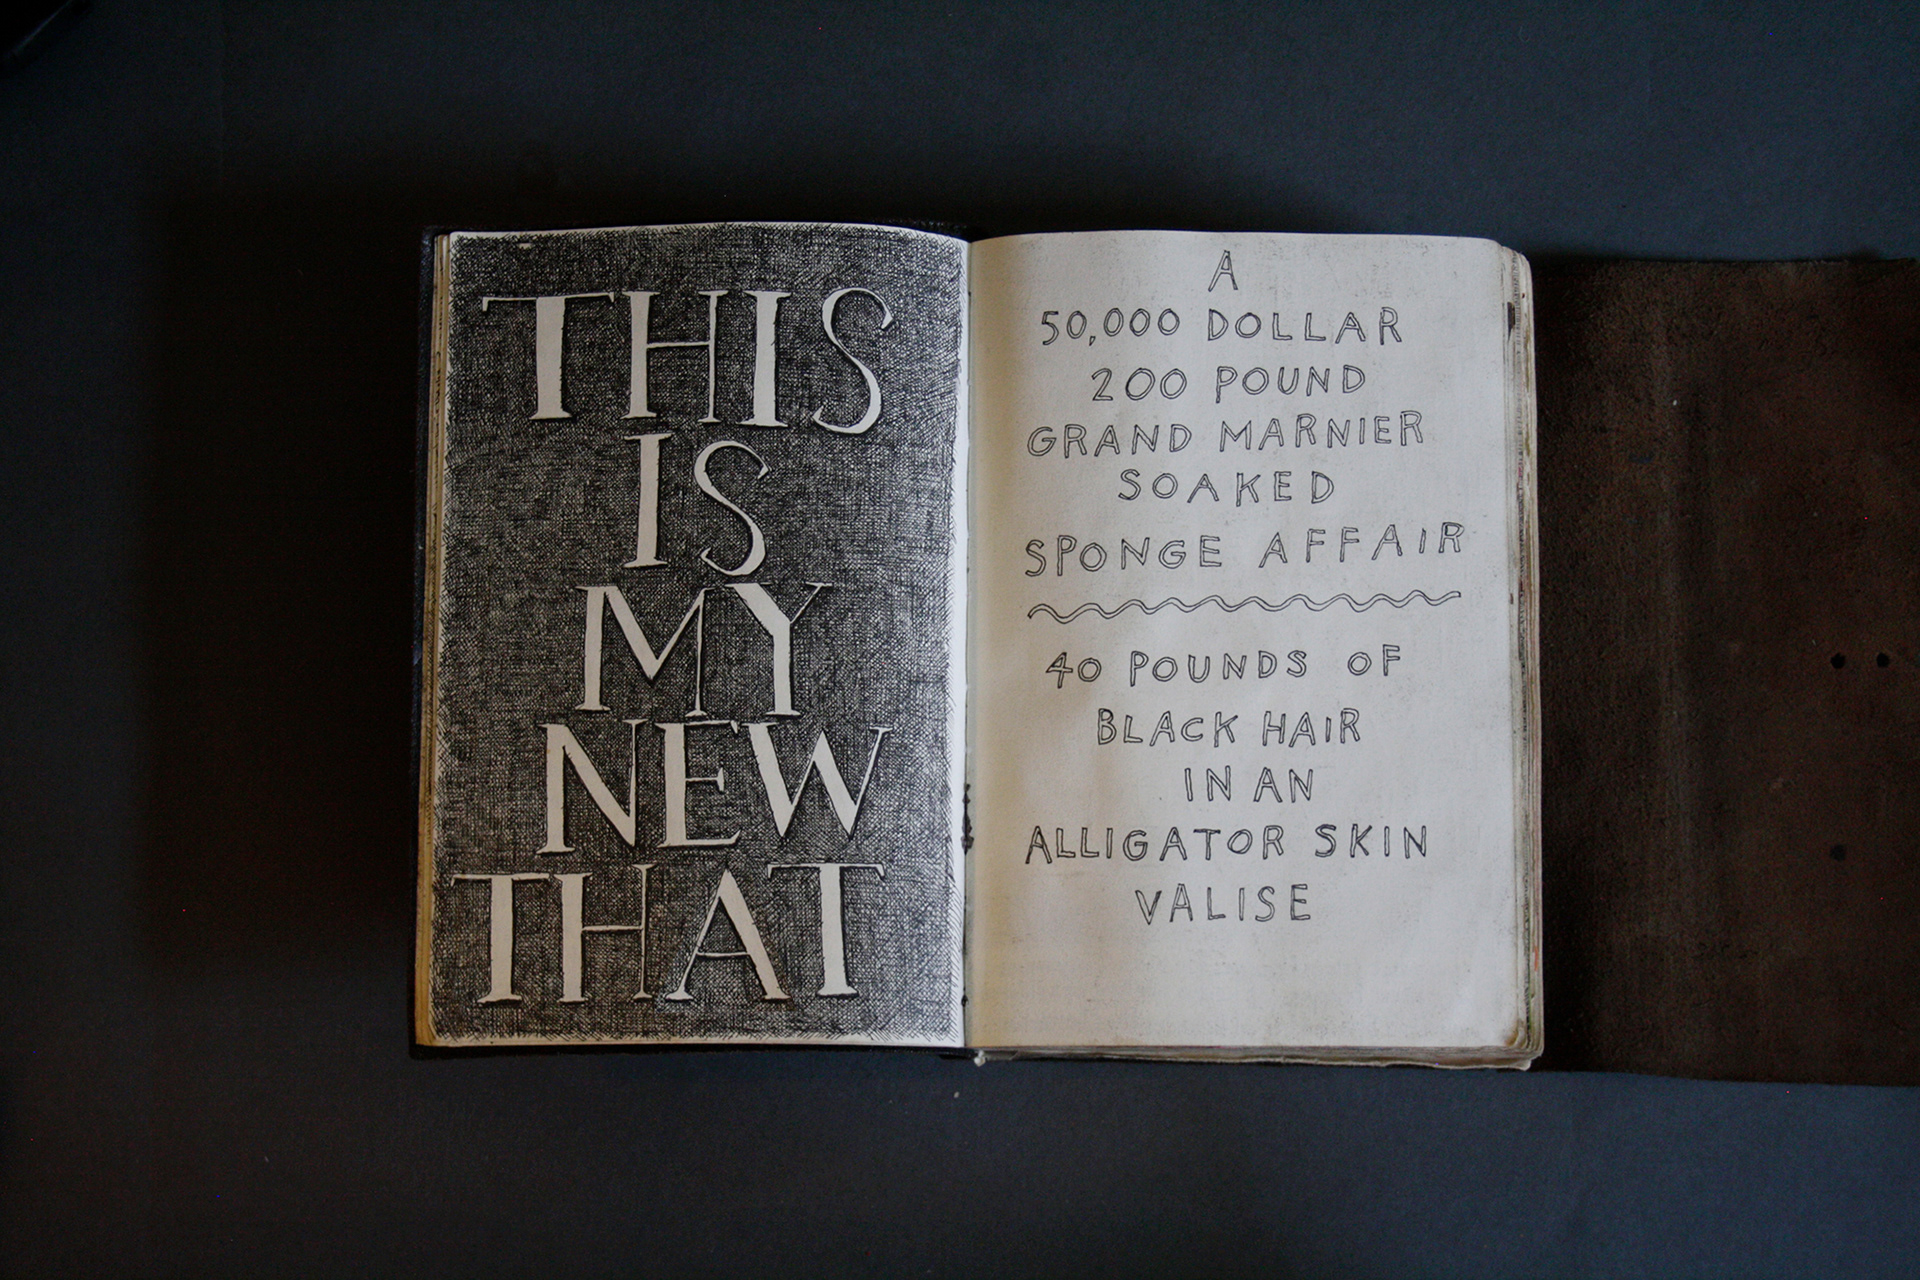 THIS
IS
MY
NEW
THAT
A
50,000 DOLLAR
200 POUND
GRAND MARNIER
SOAKED
SPONGE AFFAIR
40 POUNDS OF
BLACK HAIR
IN AN
ALLIGATOR SKIN
VALISE